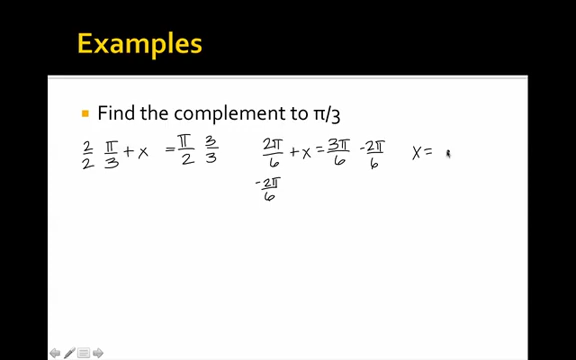 Examples
Find the complement to π/3
2/2 π/3 + x = π/2 3/3 2π/6 + x = 3π/6 -2π/6 x =
-2π/6